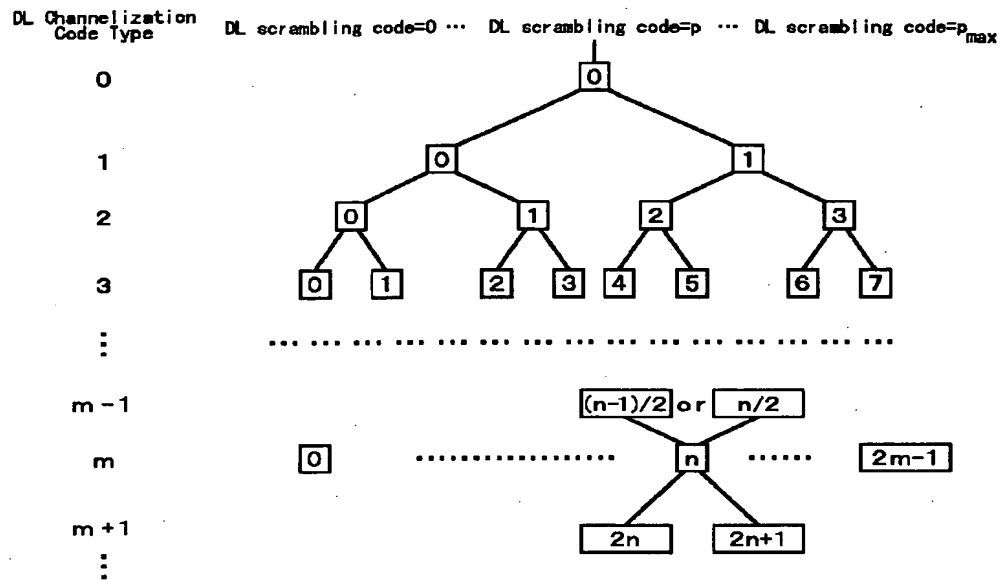 DL Channelization
Code Type
DL scrambling code=0 ··· DL scrambling code=p ··· DL scrambling code=pmax
0 0
1 0 1
2 0 1 2 3
3 0 1 2 3 4 5 6 7
m-1 (n-1)/2 or n/2
m 0 n 2m-1
m+1 2n 2n+1